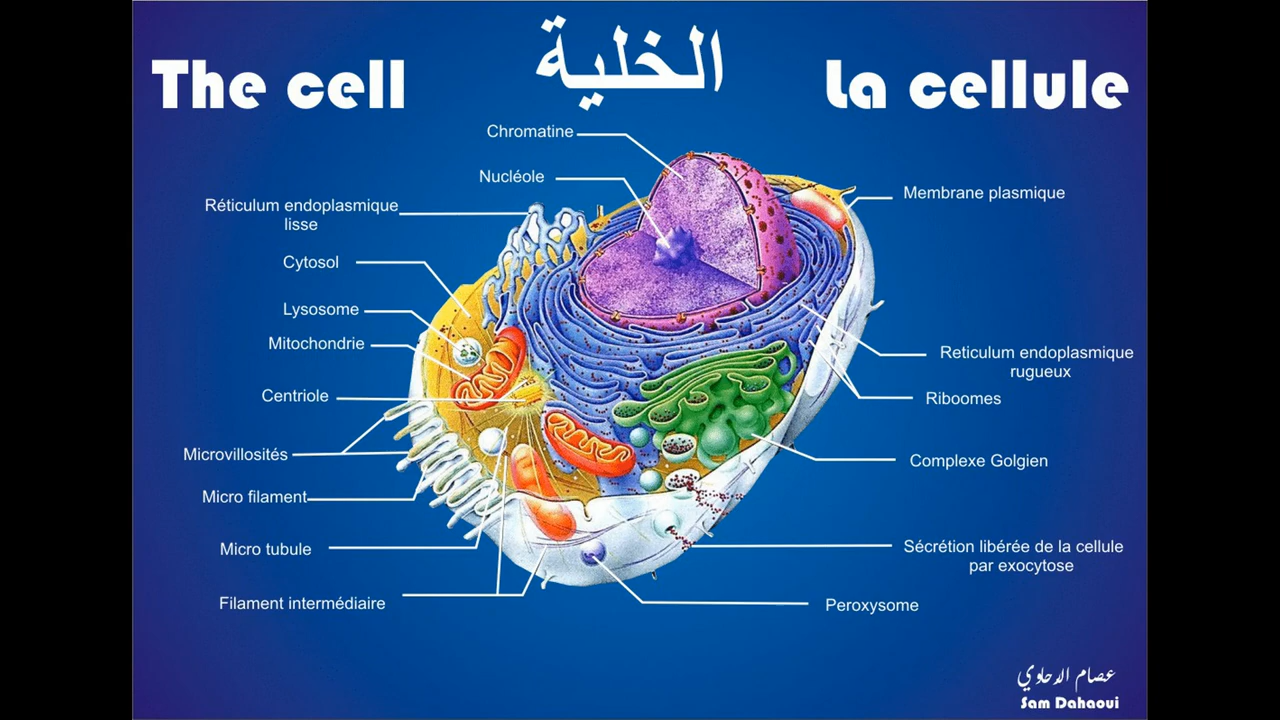 The cell
الخلية
La cellule
Chromatine
Nucléole
Réticulum endoplasmique
lisse
Cytosol
Lysosome
Mitochondrie
Centriole
Microvillosités
Micro filament
Micro tubule
Filament intermédiaire
Membrane plasmique
Reticulum endoplasmique
rugueux
Riboomes
Complexe Golgien
Sécrétion libérée de la cellule
par exocytose
Peroxysome
عصام الدحاوي
Sam Dahaoui